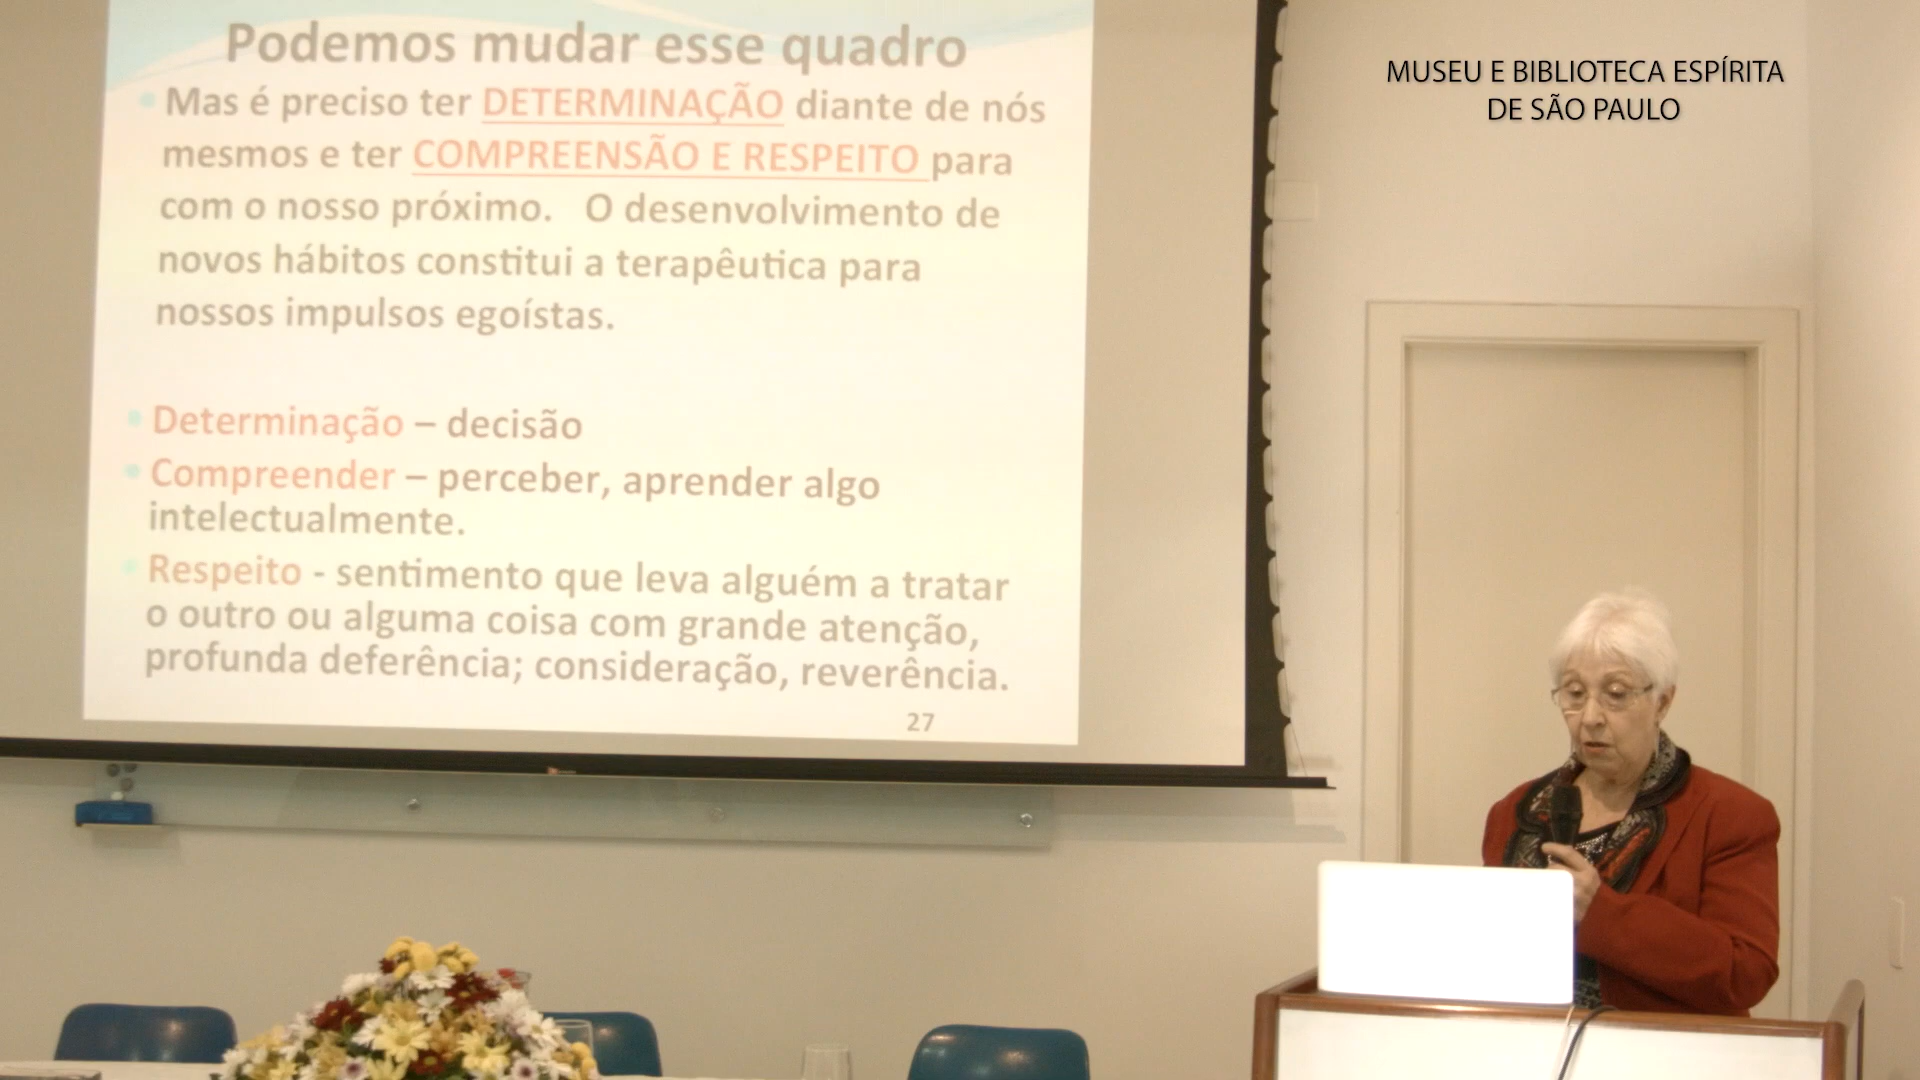 Podemos mudar esse quadro
Mas é preciso ter DETERMINAÇÃO diante de nós
mesmos e ter COMPREENSÃO E RESPEITO para
com o nosso próximo. O desenvolvimento de
novos hábitos constitui a terapêutica para
nossos impulsos egoístas.
Determinação – decisão
Compreender – perceber, aprender algo
intelectualmente.
Respeito - sentimento que leva alguém a tratar
o outro ou alguma coisa com grande atenção,
profunda deferência; consideração, reverência.
27
MUSEU E BIBLIOTECA ESPÍRITA
DE SÃO PAULO